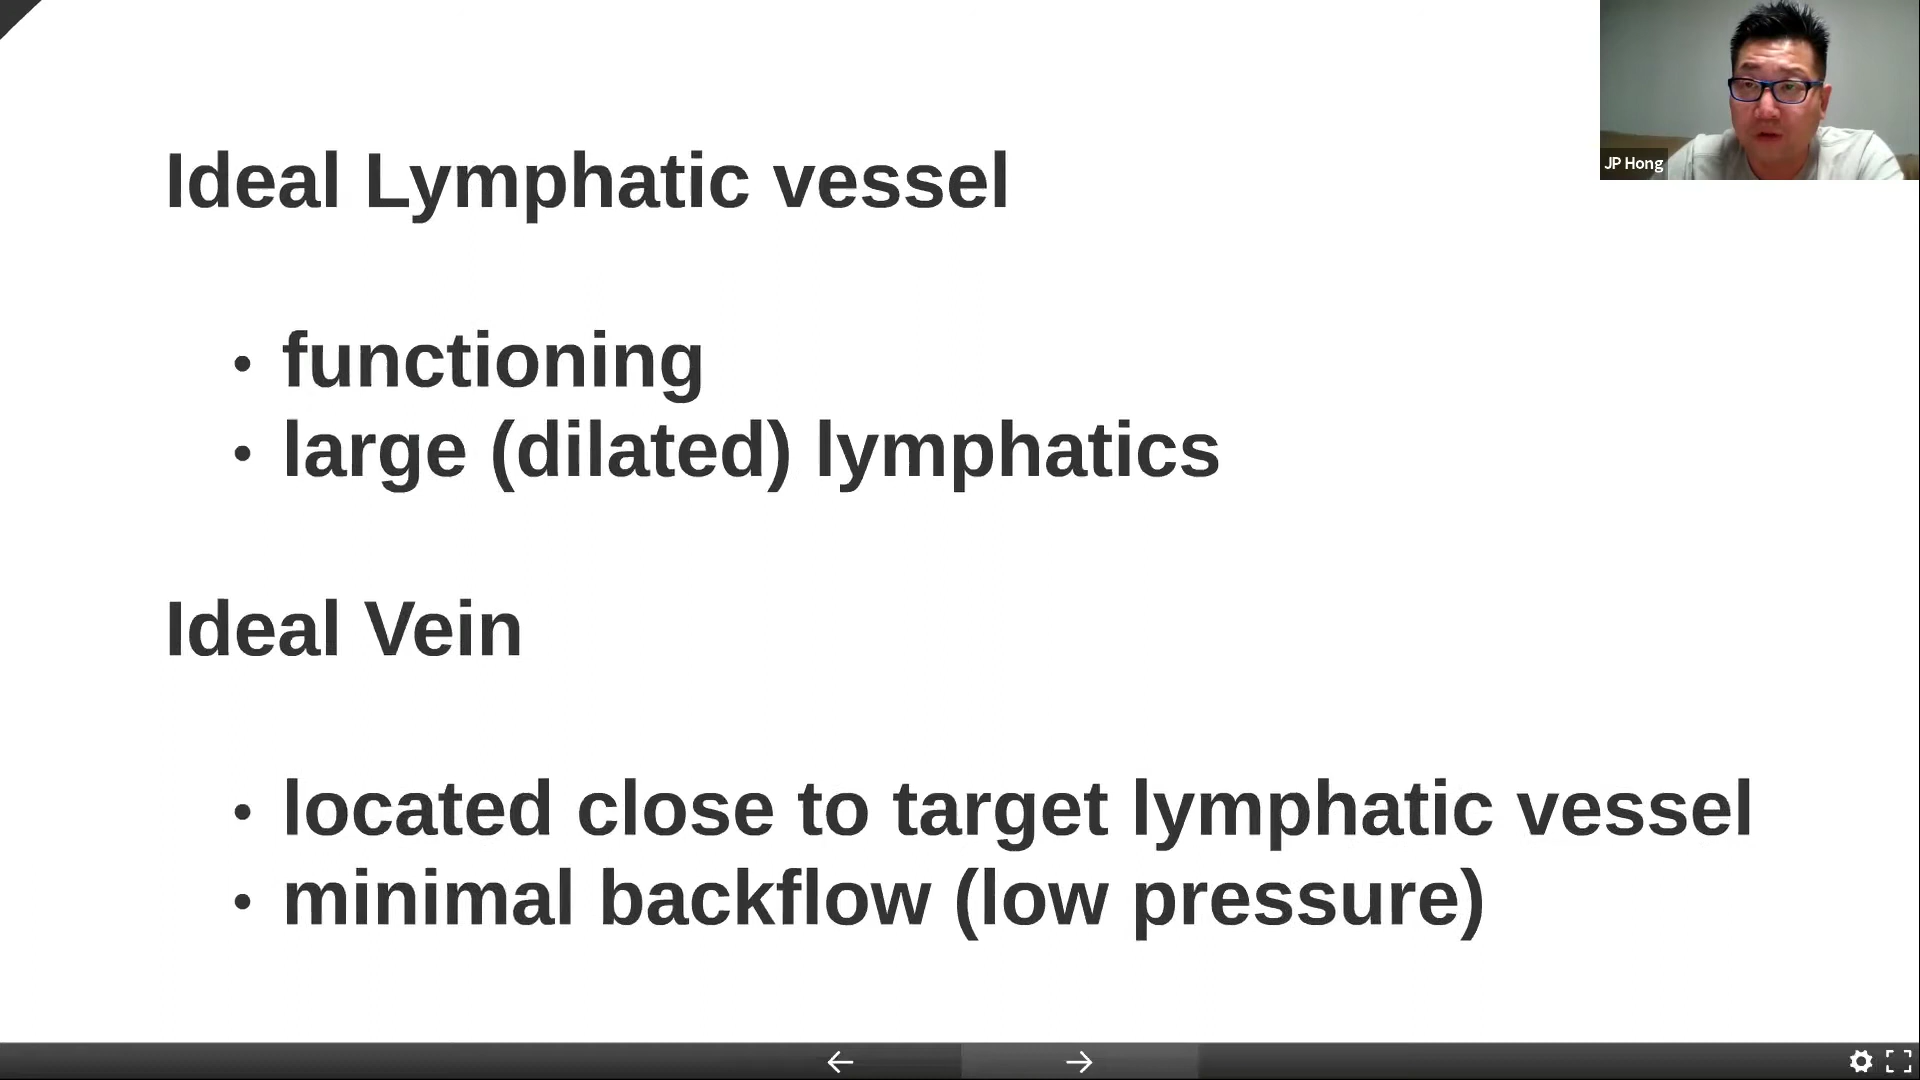 Ideal Lymphatic vessel
• functioning
• large (dilated) lymphatics
Ideal Vein
• located close to target lymphatic vessel
• minimal backflow (low pressure)
JP Hong